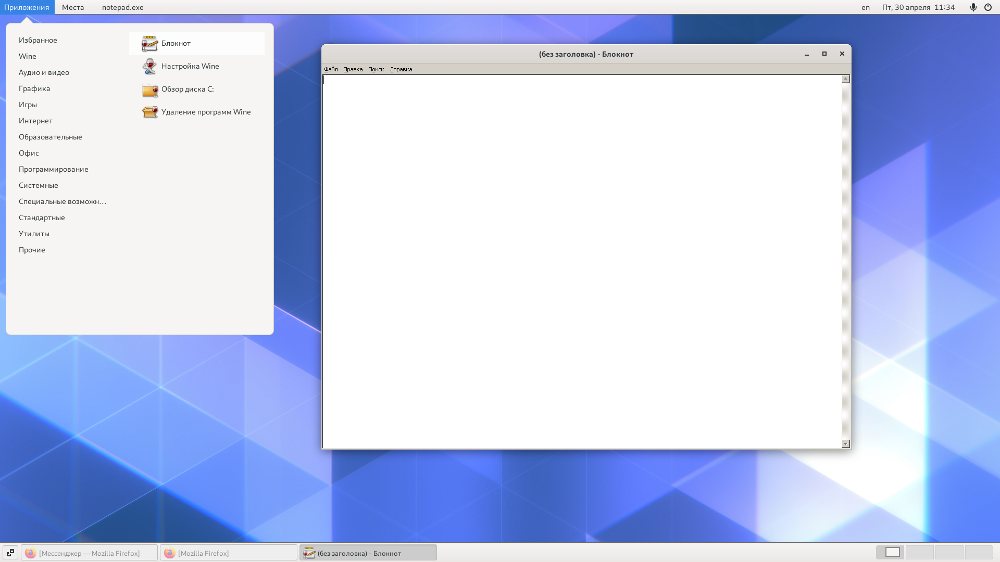 Приложения Места notepad.exe en Пт, 30 апреля 11:34
Избранное
Wine
Аудио и видео
Графика
Игры
Интернет
Образовательные
Офис
Программирование
Системные
Специальные возможн...
Стандартные
Утилиты
Прочие
Блокнот
Настройка Wine
Обзор диска C:
Удаление программ Wine
(без заголовка) - Блокнот
Файл Правка Поиск Справка
[Мессенджер — Mozilla Firefox] [Mozilla Firefox] (без заголовка) - Блокнот